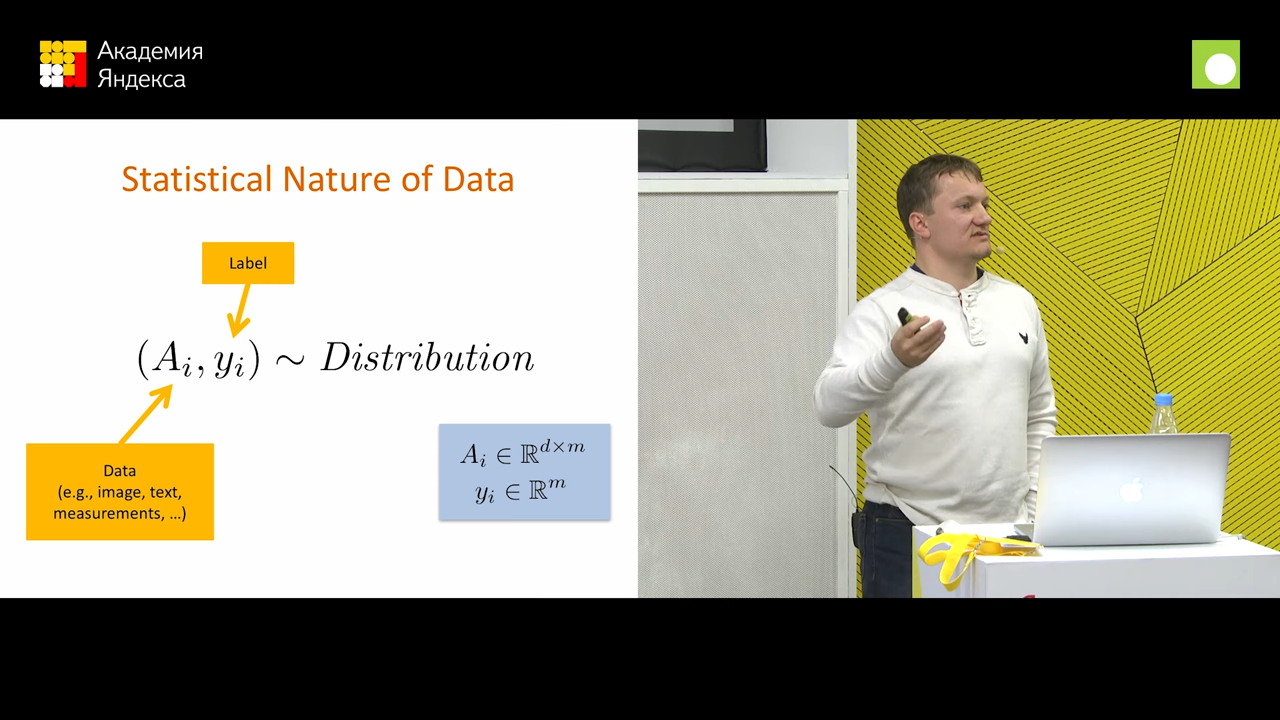 Академия
Яндекса
Statistical Nature of Data
Label
(A_i, y_i) ∼ Distribution
Data
(e.g., image, text,
measurements, …)
A_i ∈ ℝ^{d×m}
y_i ∈ ℝ^m